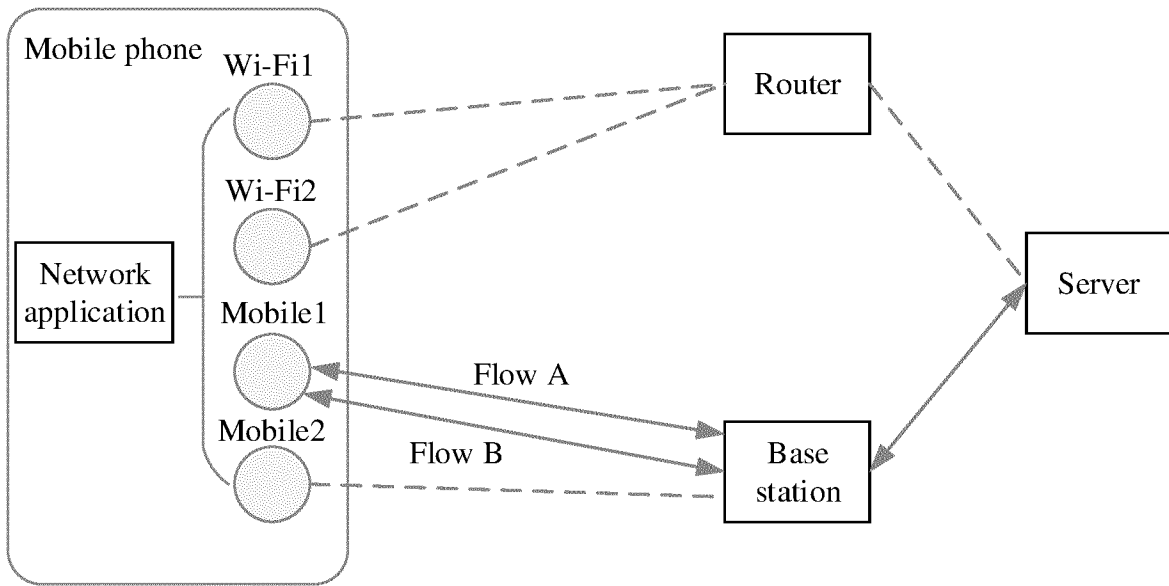 Mobile phone
Wi-Fi1
Router
Wi-Fi2
Network
application
Server
Mobile1
Flow A
Mobile2
Flow B
Base
station